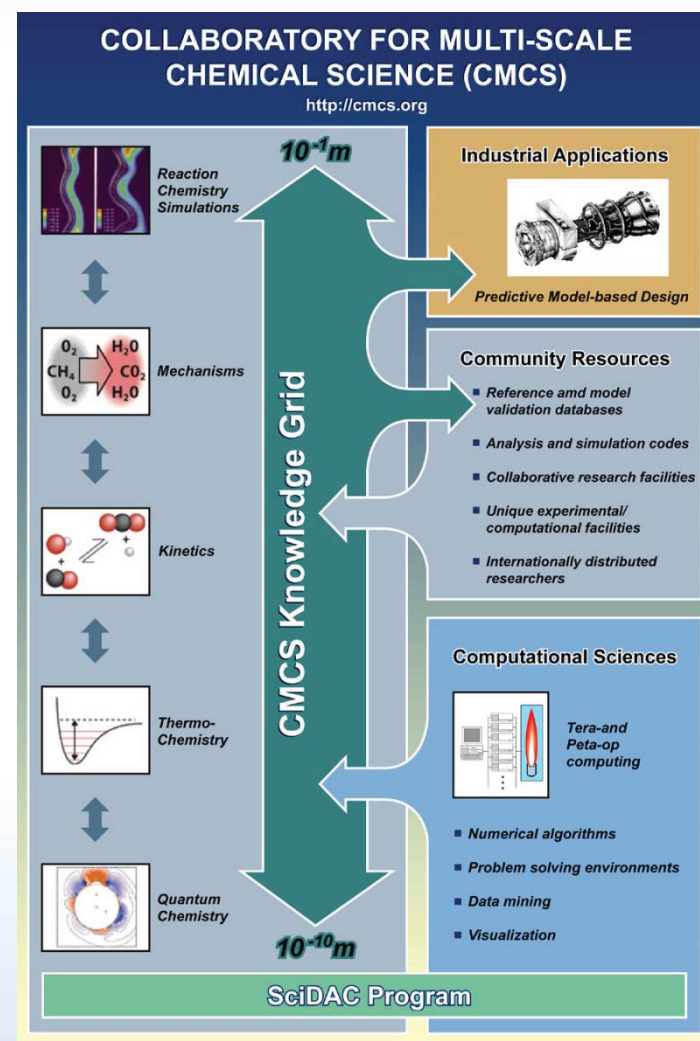 COLLABORATORY FOR MULTI-SCALE
CHEMICAL SCIENCE (CMCS)
http://cmcs.org
10⁻¹m
Reaction
Chemistry
Simulations
O₂
CH₄
O₂
H₂O
CO₂
H₂O
Mechanisms
+
+
Kinetics
Thermo-
Chemistry
Quantum
Chemistry
CMCS Knowledge Grid
10⁻¹⁰m
Industrial Applications
Predictive Model-based Design
Community Resources
■ Reference amd model
validation databases
■ Analysis and simulation codes
■ Collaborative research facilities
■ Unique experimental/
computational facilities
■ Internationally distributed
researchers
Computational Sciences
Tera-and
Peta-op
computing
■ Numerical algorithms
■ Problem solving environments
■ Data mining
■ Visualization
SciDAC Program